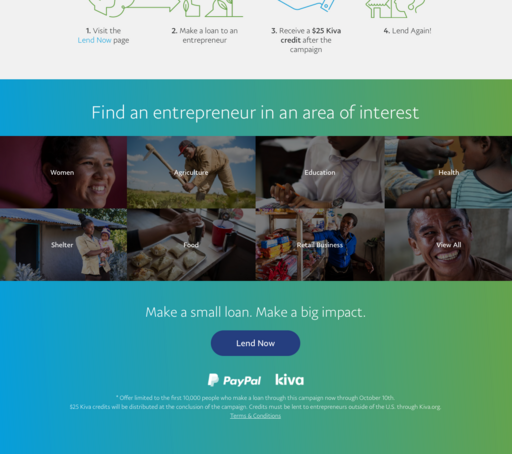 1. Visit the
Lend Now page
2. Make a loan to an
entrepreneur
3. Receive a $25 Kiva
credit after the
campaign
4. Lend Again!
Find an entrepreneur in an area of interest
Women
Agriculture
Education
Health
Shelter
Food
Retail Business
View All
Make a small loan. Make a big impact.
Lend Now
PayPal
kiva
* Offer limited to the first 10,000 people who make a loan through this campaign now through October 10th.
$25 Kiva credits will be distributed at the conclusion of the campaign. Credits must be lent to entrepreneurs outside of the U.S. through Kiva.org.
Terms & Conditions